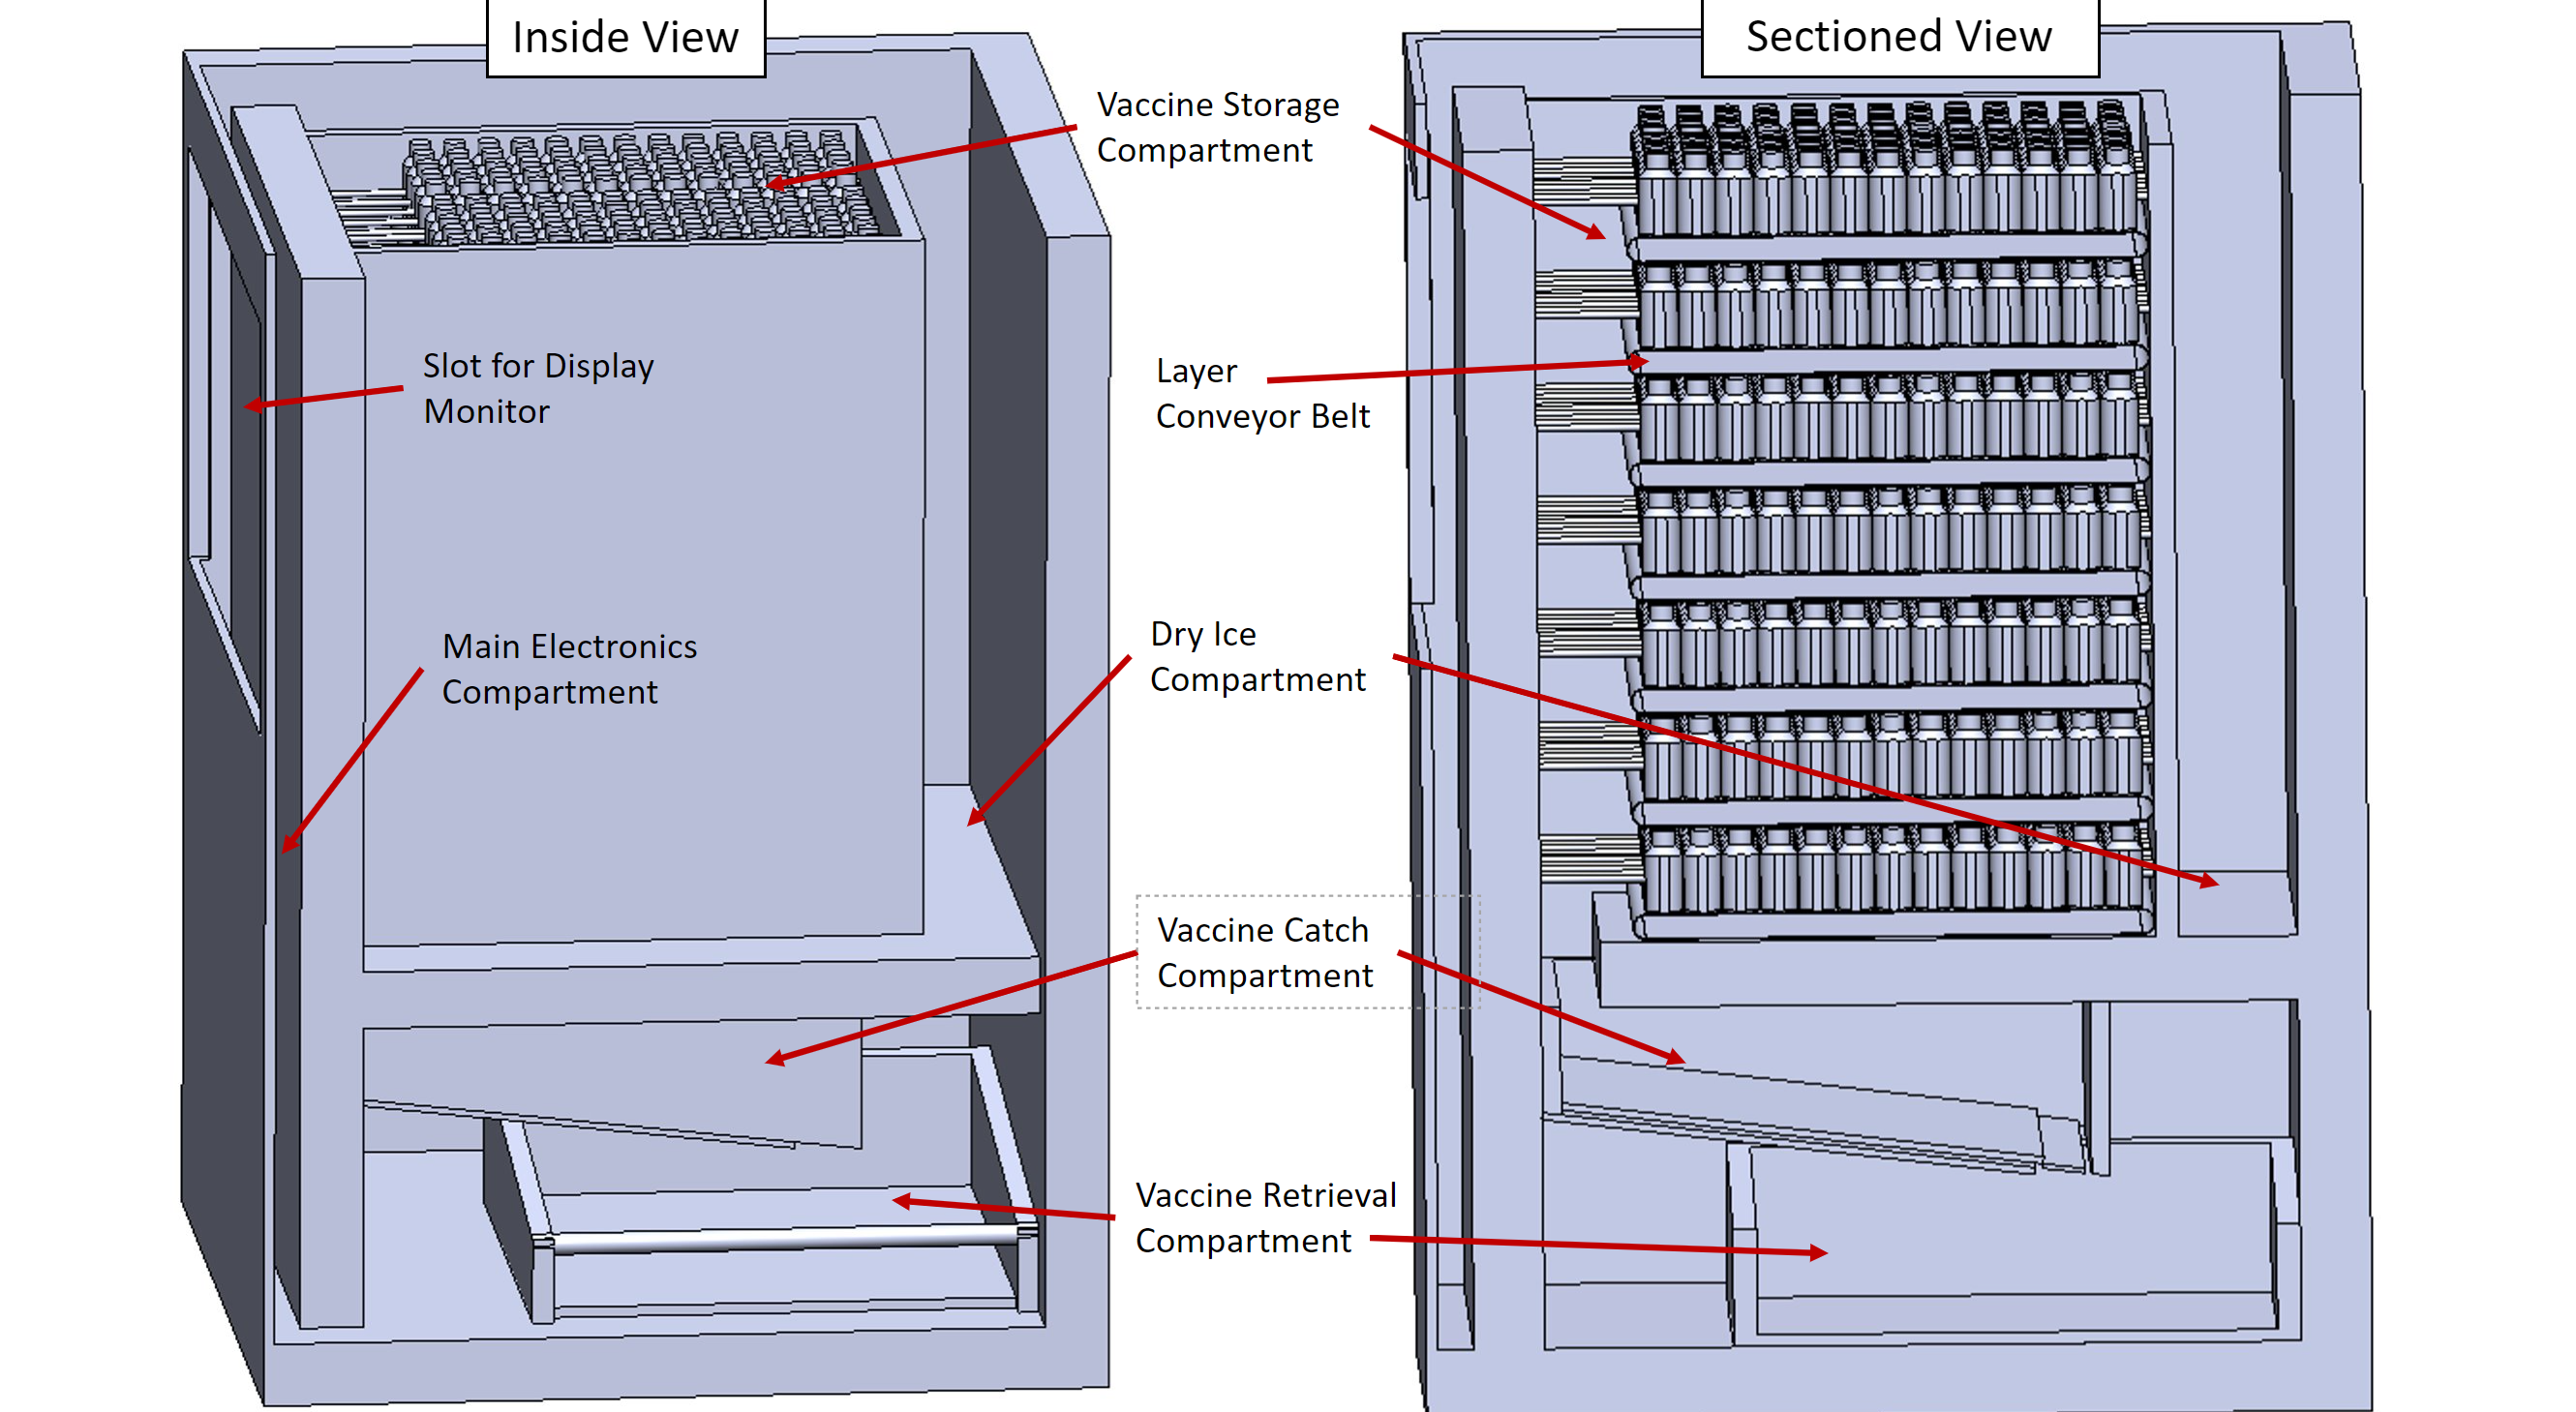 Inside View
Sectioned View
Vaccine Storage
Compartment
Slot for Display
Monitor
Layer
Conveyor Belt
Main Electronics
Compartment
Dry Ice
Compartment
Vaccine Catch
Compartment
Vaccine Retrieval
Compartment